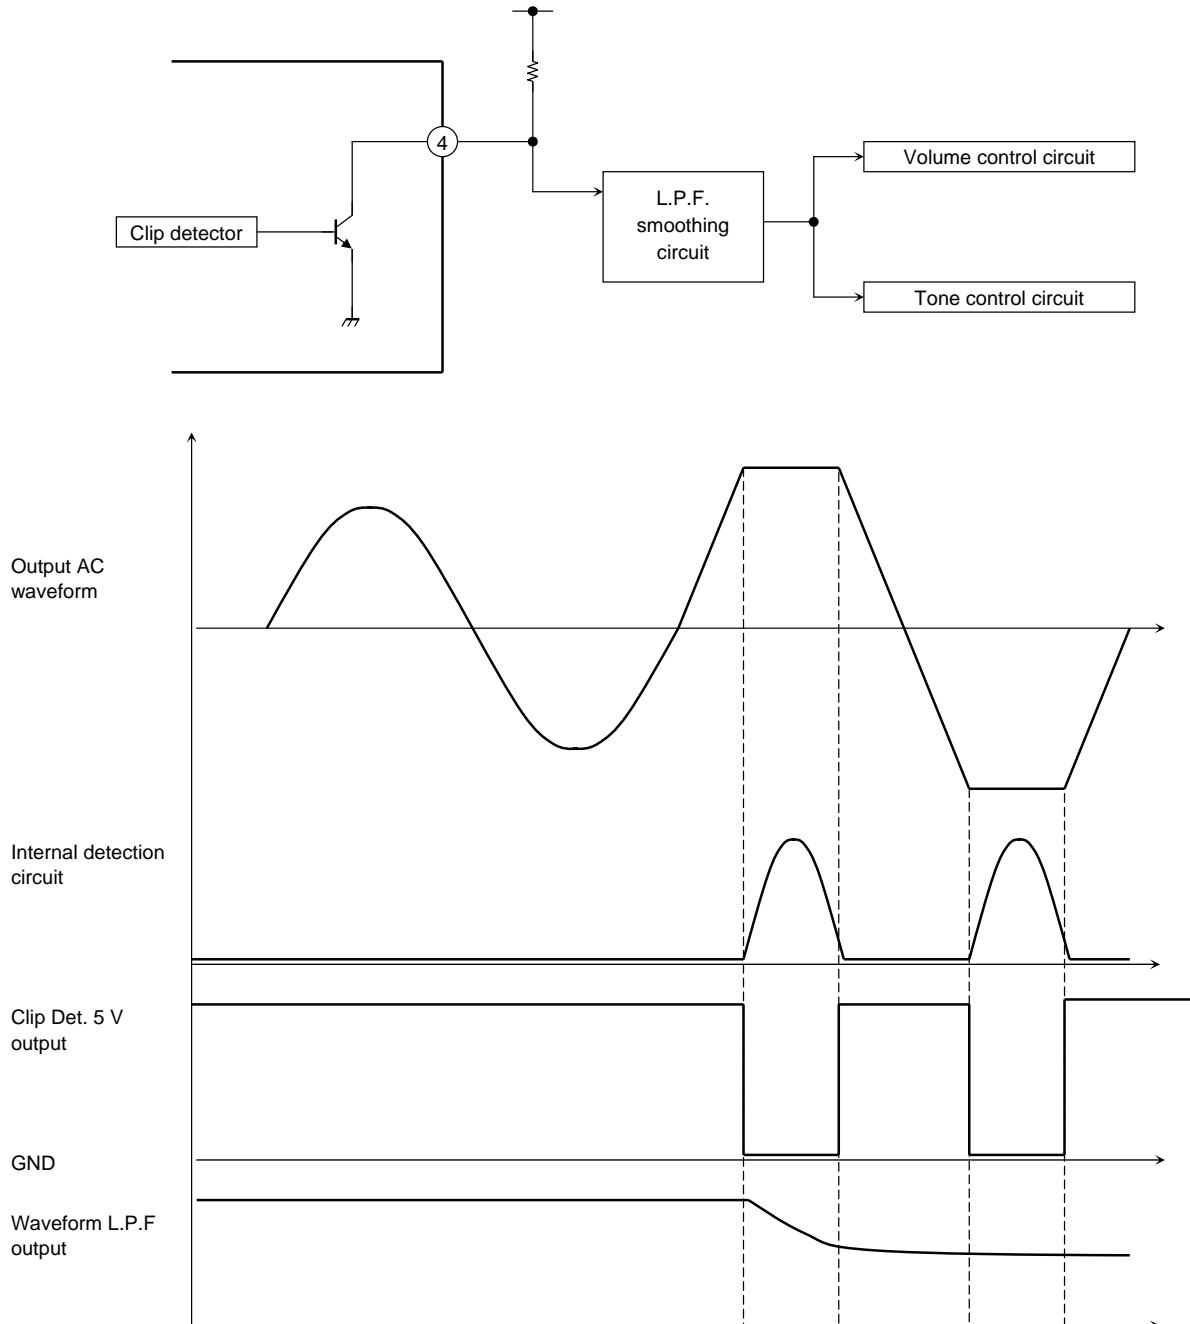 4
Volume control circuit
L.P.F.
smoothing
circuit
Clip detector
Tone control circuit
Output AC
waveform
Internal detection
circuit
Clip Det. 5 V
output
GND
Waveform L.P.F
output